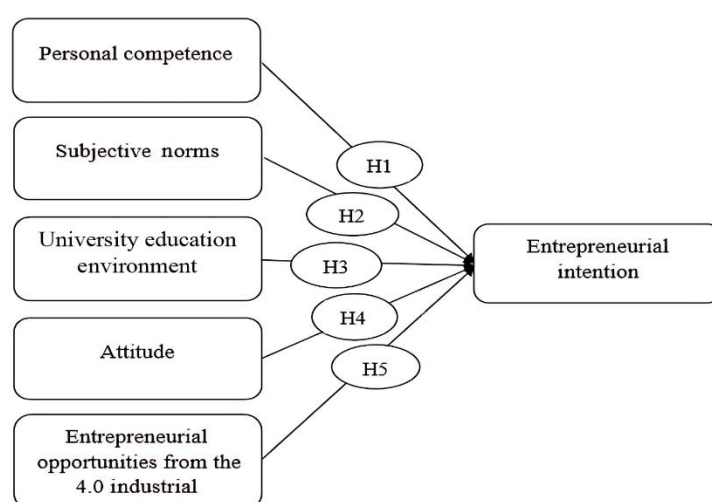 Personal competence
H1
Subjective norms
H2
University education
environment
H3
Entrepreneurial
intention
Attitude
H4
H5
Entrepreneurial
opportunities from the
4.0 industrial